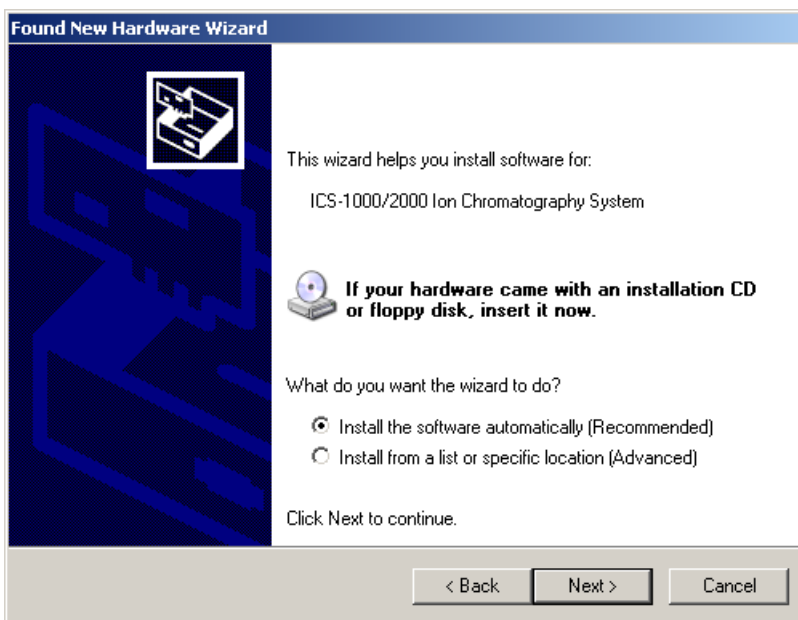 Found New Hardware Wizard
This wizard helps you install software for:
ICS-1000/2000 Ion Chromatography System
If your hardware came with an installation CD
or floppy disk, insert it now.
What do you want the wizard to do?
Install the software automatically (Recommended)
Install from a list or specific location (Advanced)
Click Next to continue.
< Back Next > Cancel